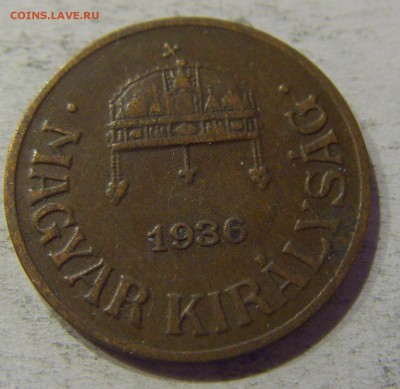 COINS.LAVE.RU
1936
· MAGYAR KIRÁLYSÁG ·